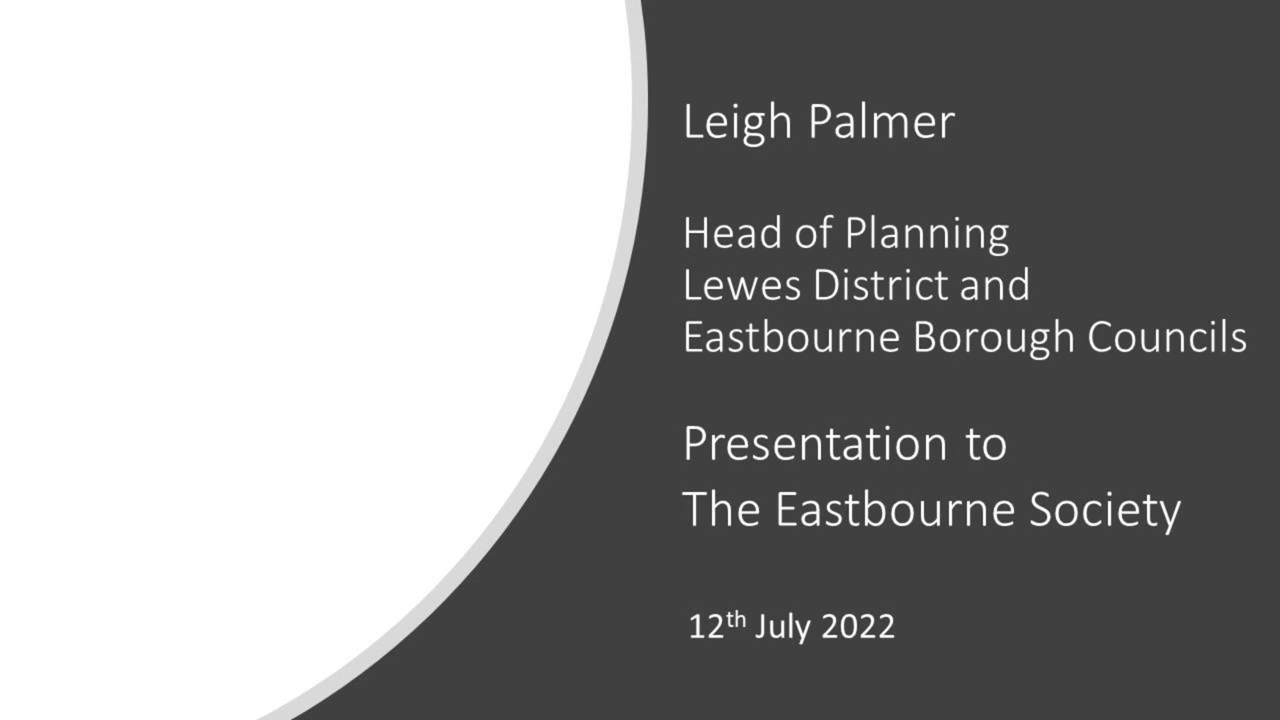 Leigh Palmer
Head of Planning
Lewes District and
Eastbourne Borough Councils
Presentation to
The Eastbourne Society
12th July 2022